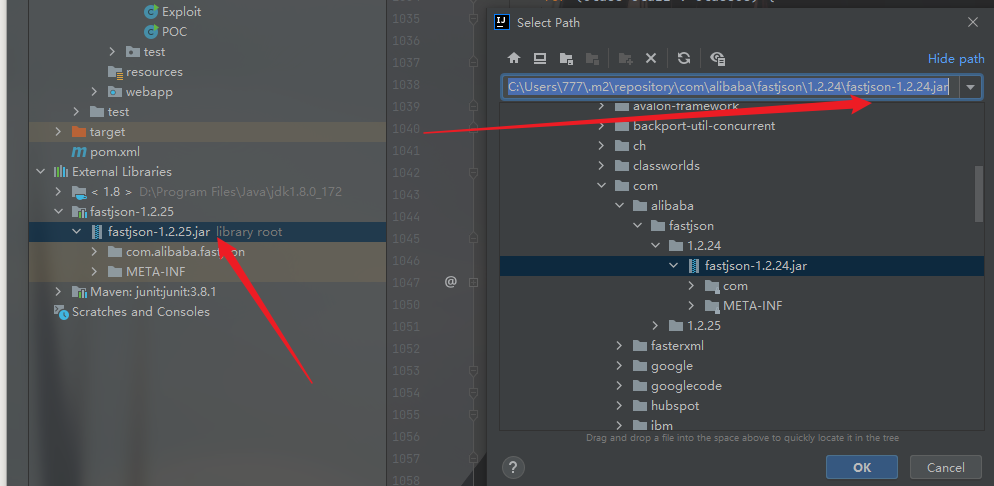 Exploit
POC
test
resources
webapp
test
target
pom.xml
External Libraries
< 1.8 > D:\Program Files\Java\jdk1.8.0_172
fastjson-1.2.25
fastjson-1.2.25.jar library root
com.alibaba.fastjson
META-INF
Maven: junit:junit:3.8.1
Scratches and Consoles
1035
1036
1037
1038
1039
1040
1041
1042
1043
1044
1045
1046
1047
@
1050
1051
1052
1053
1054
1055
1056
1057
1058
Select Path
Hide path
C:\Users\777\.m2\repository\com\alibaba\fastjson\1.2.24\fastjson-1.2.24.jar
avalon-framework
backport-util-concurrent
ch
classworlds
com
alibaba
fastjson
1.2.24
fastjson-1.2.24.jar
com
META-INF
1.2.25
fasterxml
google
googlecode
hubspot
ibm
Drag and drop a file into the space above to quickly locate it in the tree
?
OK
Cancel